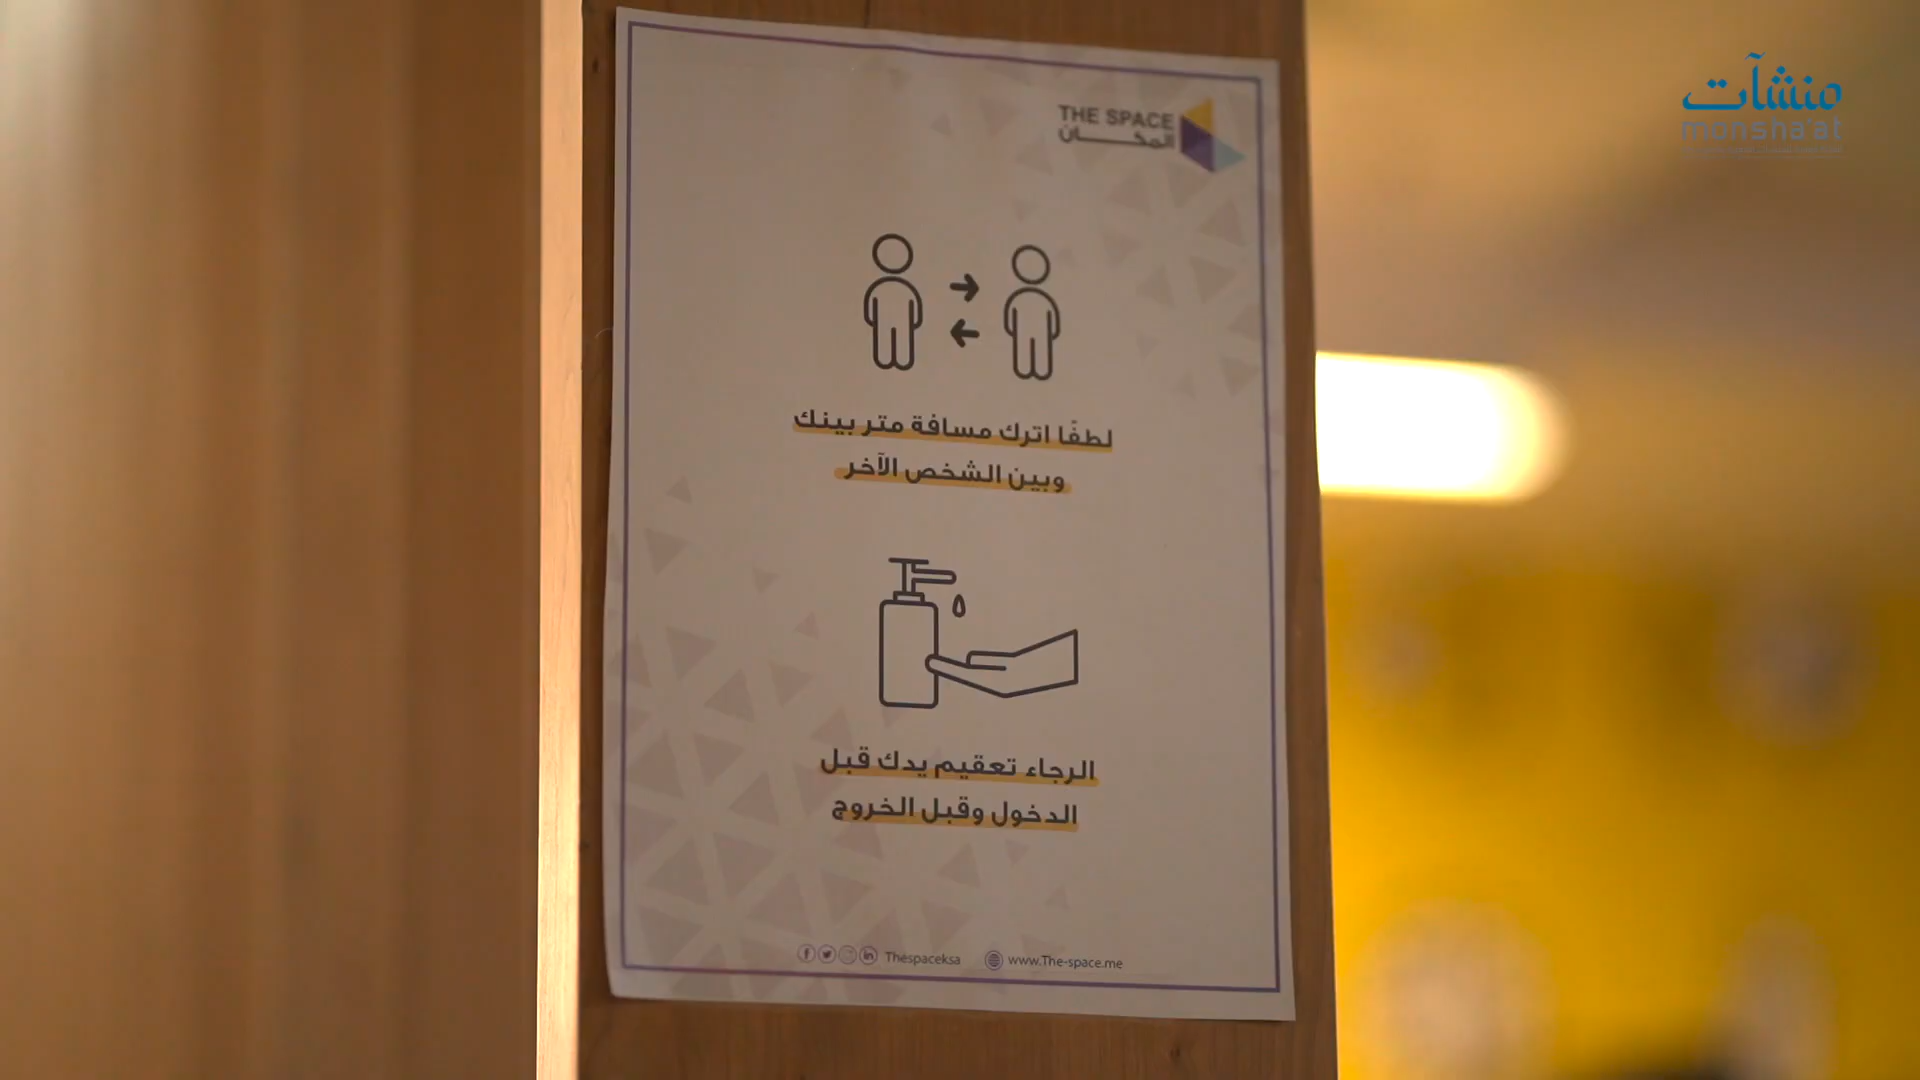 منشآت
monsha'at
THE SPACE
المكان
لطفًا اترك مسافة متر بينك
وبين الشخص الآخر
الرجاء تعقيم يدك قبل
الدخول وقبل الخروج
Thespaceksa www.The-space.me